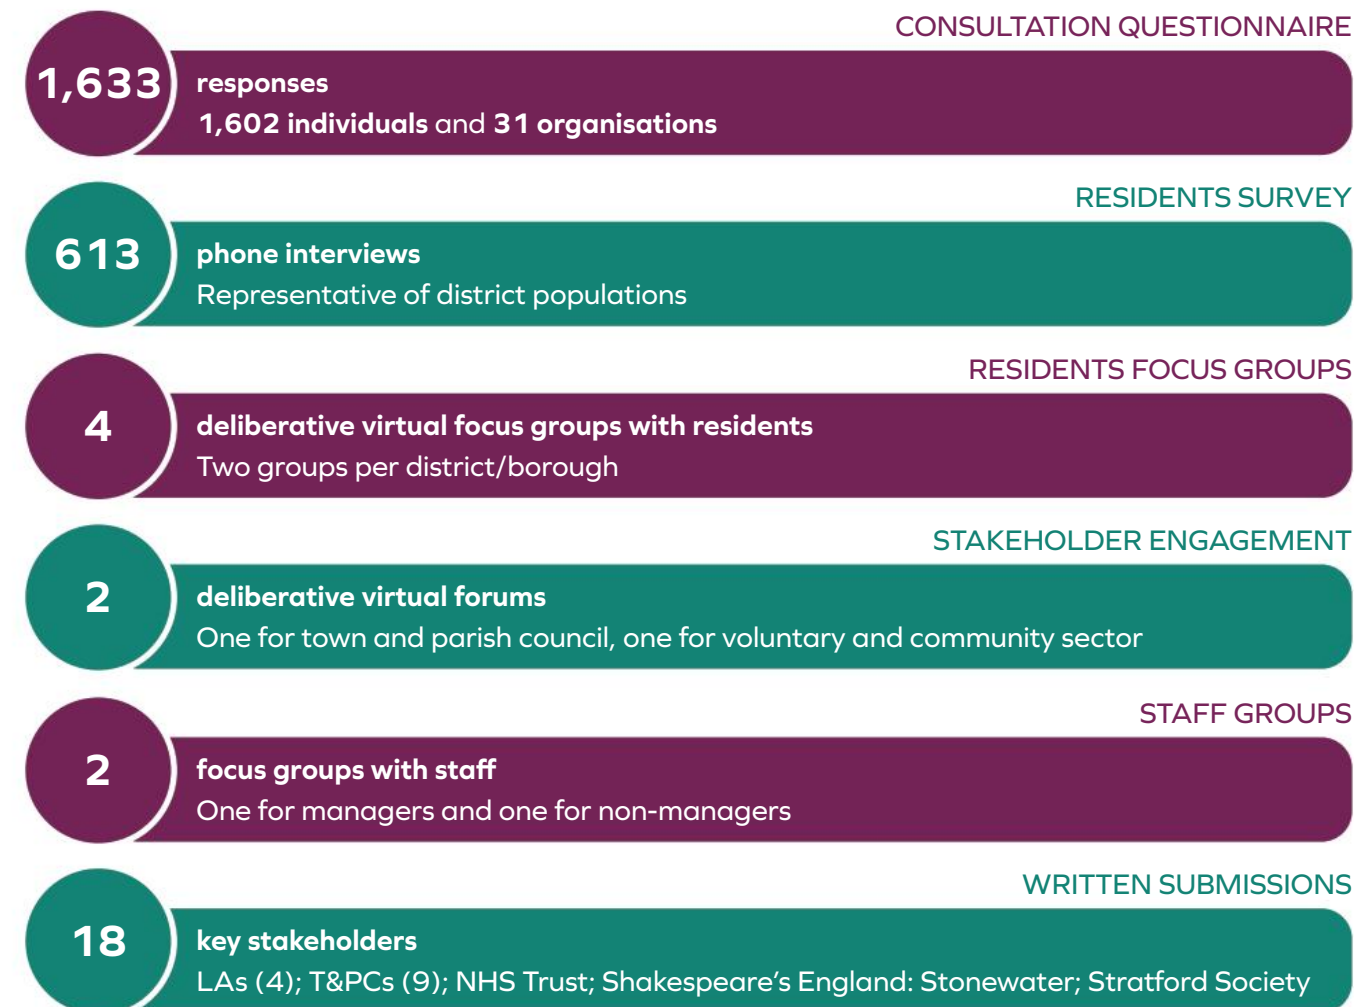 CONSULTATION QUESTIONNAIRE
1,633
responses
1,602 individuals and 31 organisations
RESIDENTS SURVEY
613
phone interviews
Representative of district populations
RESIDENTS FOCUS GROUPS
4
deliberative virtual focus groups with residents
Two groups per district/borough
STAKEHOLDER ENGAGEMENT
2
deliberative virtual forums
One for town and parish council, one for voluntary and community sector
STAFF GROUPS
2
focus groups with staff
One for managers and one for non-managers
WRITTEN SUBMISSIONS
18
key stakeholders
LAs (4); T&PCs (9); NHS Trust; Shakespeare's England: Stonewater; Stratford Society